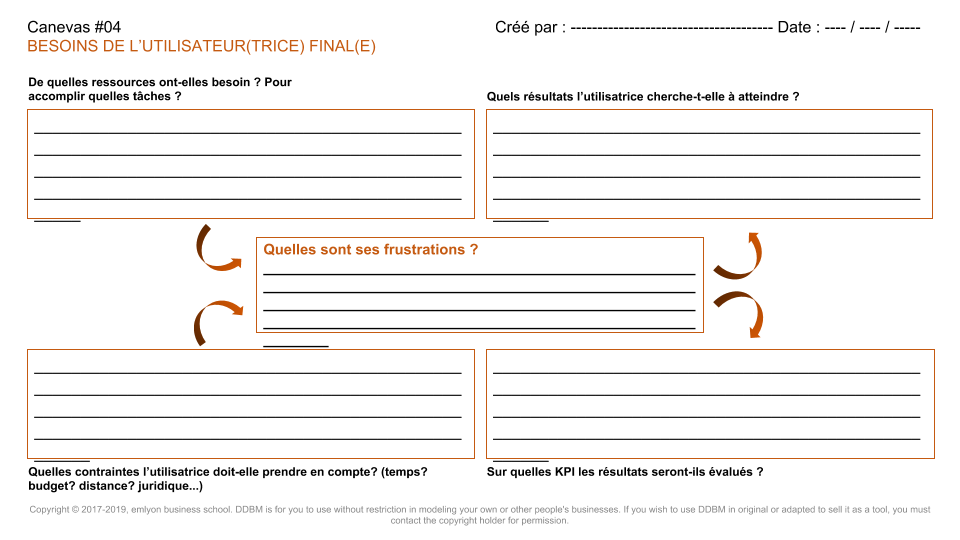 Canevas #04
Créé par : -------------------------------------- Date : ---- / ---- / -----
BESOINS DE L’UTILISATEUR(TRICE) FINAL(E)
De quelles ressources ont-elles besoin ? Pour
accomplir quelles tâches ?
Quels résultats l’utilisatrice cherche-t-elle à atteindre ?
Quelles sont ses frustrations ?
Quelles contraintes l’utilisatrice doit-elle prendre en compte? (temps?
budget? distance? juridique...)
Sur quelles KPI les résultats seront-ils évalués ?
Copyright © 2017-2019, emlyon business school. DDBM is for you to use without restriction in modeling your own or other people's businesses. If you wish to use DDBM in original or adapted to sell it as a tool, you must
contact the copyright holder for permission.